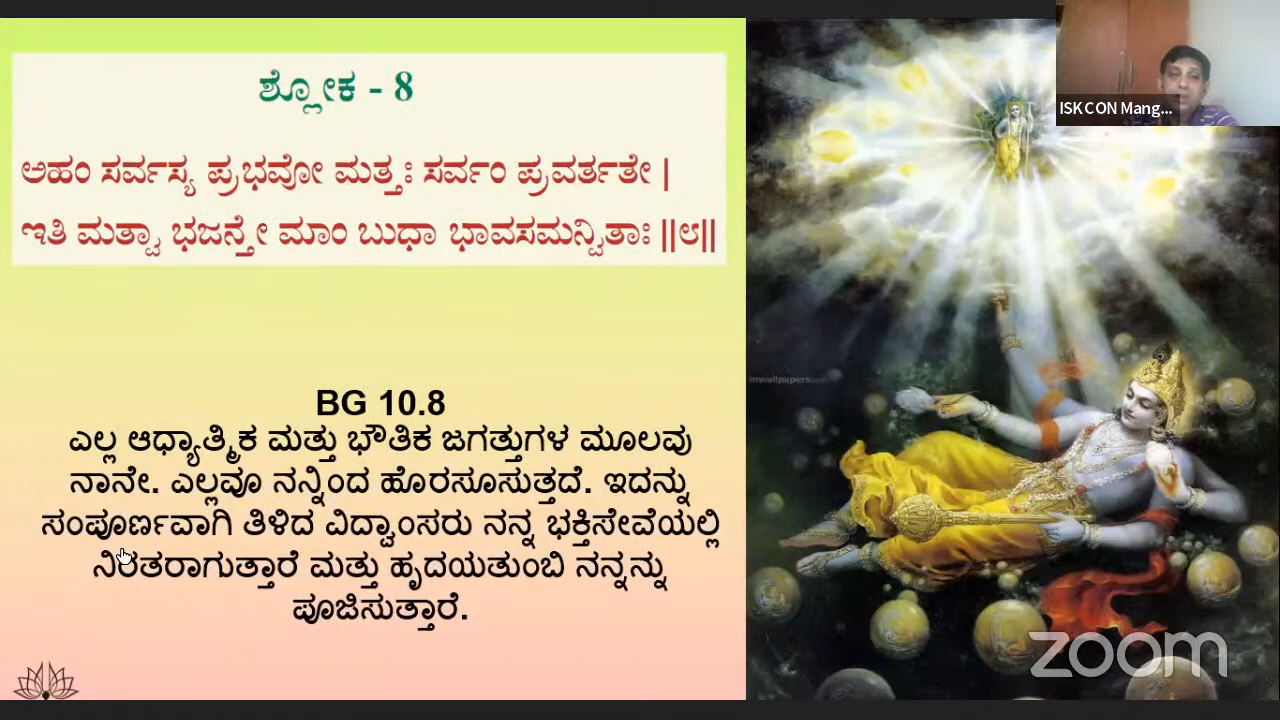 ಶ್ಲೋಕ - 8
ಅಹಂ ಸರ್ವಸ್ಯ ಪ್ರಭವೋ ಮತ್ತಃ ಸರ್ವಂ ಪ್ರವರ್ತತೇ |
ಇತಿ ಮತ್ವಾ ಭಜನ್ತೇ ಮಾಂ ಬುಧಾ ಭಾವಸಮನ್ವಿತಾಃ ||೮||
BG 10.8
ಎಲ್ಲ ಆಧ್ಯಾತ್ಮಿಕ ಮತ್ತು ಭೌತಿಕ ಜಗತ್ತುಗಳ ಮೂಲವು
ನಾನೇ. ಎಲ್ಲವೂ ನನ್ನಿಂದ ಹೊರಸೂಸುತ್ತದೆ. ಇದನ್ನು
ಸಂಪೂರ್ಣವಾಗಿ ತಿಳಿದ ವಿದ್ವಾಂಸರು ನನ್ನ ಭಕ್ತಿಸೇವೆಯಲ್ಲಿ
ನಿರತರಾಗುತ್ತಾರೆ ಮತ್ತು ಹೃದಯತುಂಬಿ ನನ್ನನ್ನು
ಪೂಜಿಸುತ್ತಾರೆ.
ISKCON Mang...
zoom